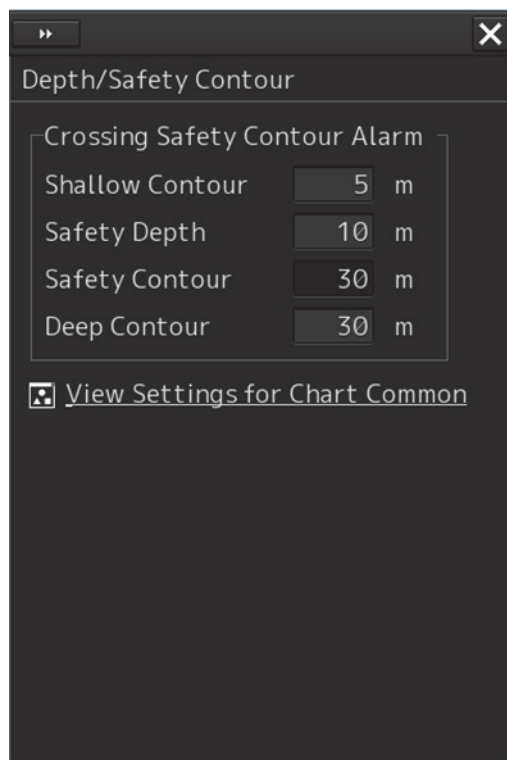 Depth/Safety Contour
Crossing Safety Contour Alarm
Shallow Contour 5 m
Safety Depth 10 m
Safety Contour 30 m
Deep Contour 30 m
View Settings for Chart Common